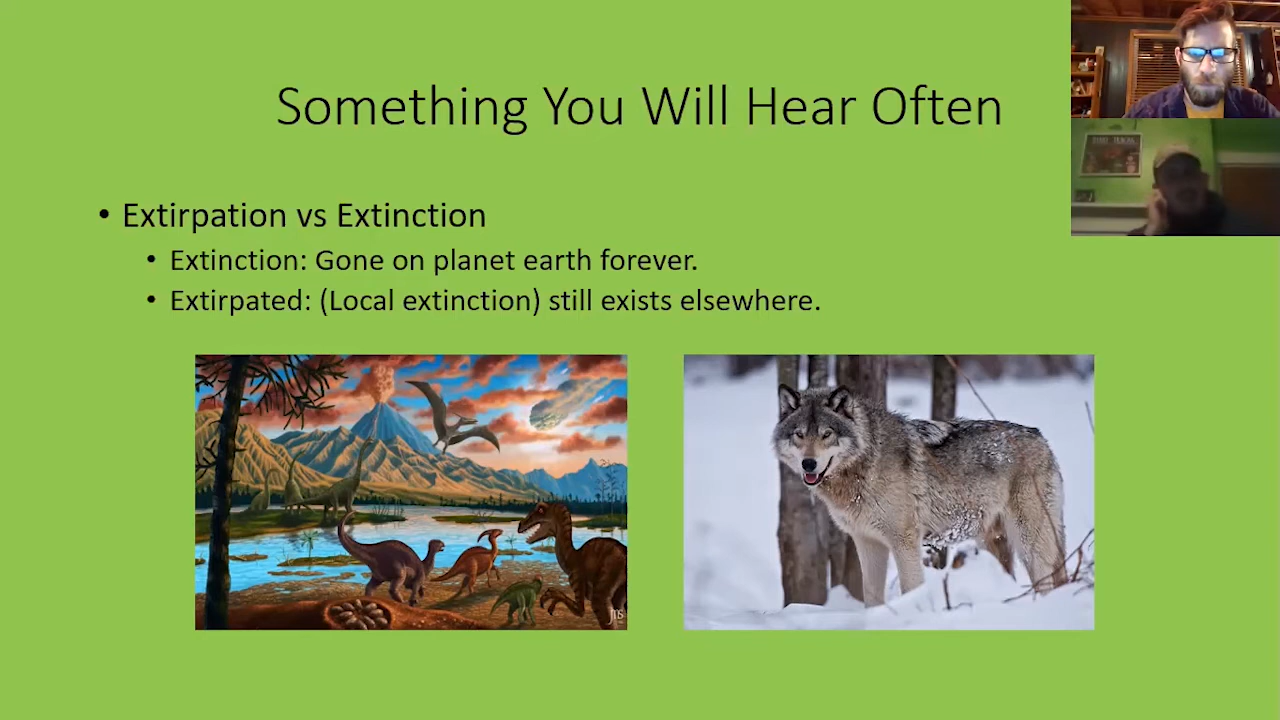 Something You Will Hear Often
• Extirpation vs Extinction
• Extinction: Gone on planet earth forever.
• Extirpated: (Local extinction) still exists elsewhere.